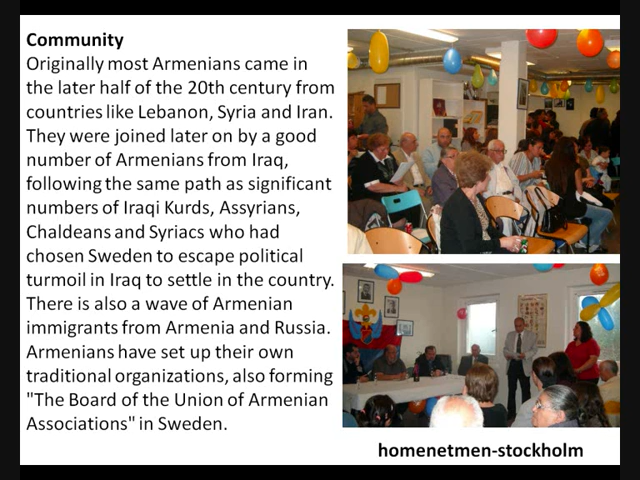 Community
Originally most Armenians came in
the later half of the 20th century from
countries like Lebanon, Syria and Iran.
They were joined later on by a good
number of Armenians from Iraq,
following the same path as significant
numbers of Iraqi Kurds, Assyrians,
Chaldeans and Syriacs who had
chosen Sweden to escape political
turmoil in Iraq to settle in the country.
There is also a wave of Armenian
immigrants from Armenia and Russia.
Armenians have set up their own
traditional organizations, also forming
"The Board of the Union of Armenian
Associations" in Sweden.
homenetmen-stockholm